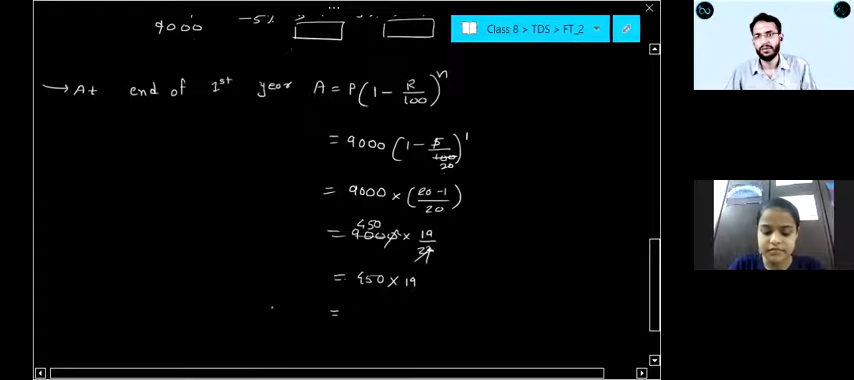 9000 -5%
Class 8 > TDS > FT_2
→ At end of 1st year A = P(1 - R/100)^n
= 9000 (1 - 5/100)^1
20
= 9000 × (20-1/20)
450
= 9000 × 19/20
= 450 × 19
=